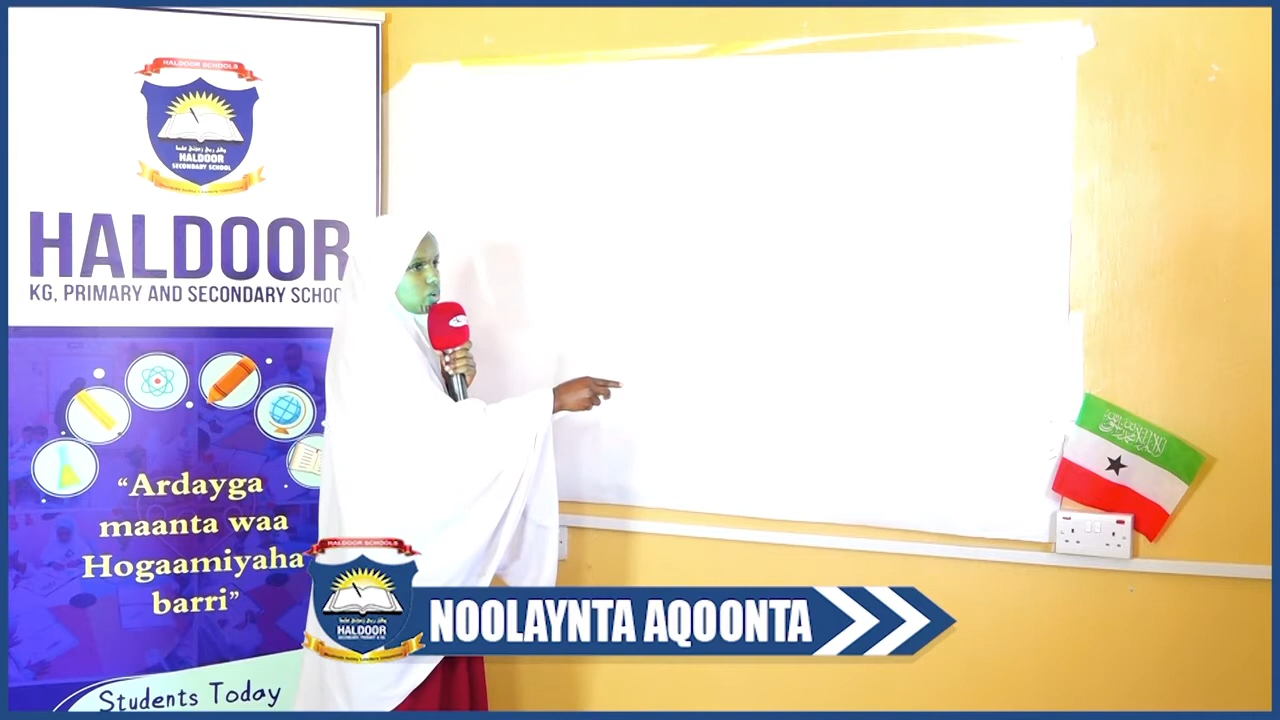 HALDOOR SCHOOLS
HALDOOR
SECONDARY SCHOOL
HALDOOR
KG, PRIMARY AND SECONDARY SCHOO
“Ardayga
maanta waa
Hogaamiyaha
barri”
Students Today
HALDOOR SCHOOLS
HALDOOR
NOOLAYNTA AQOONTA